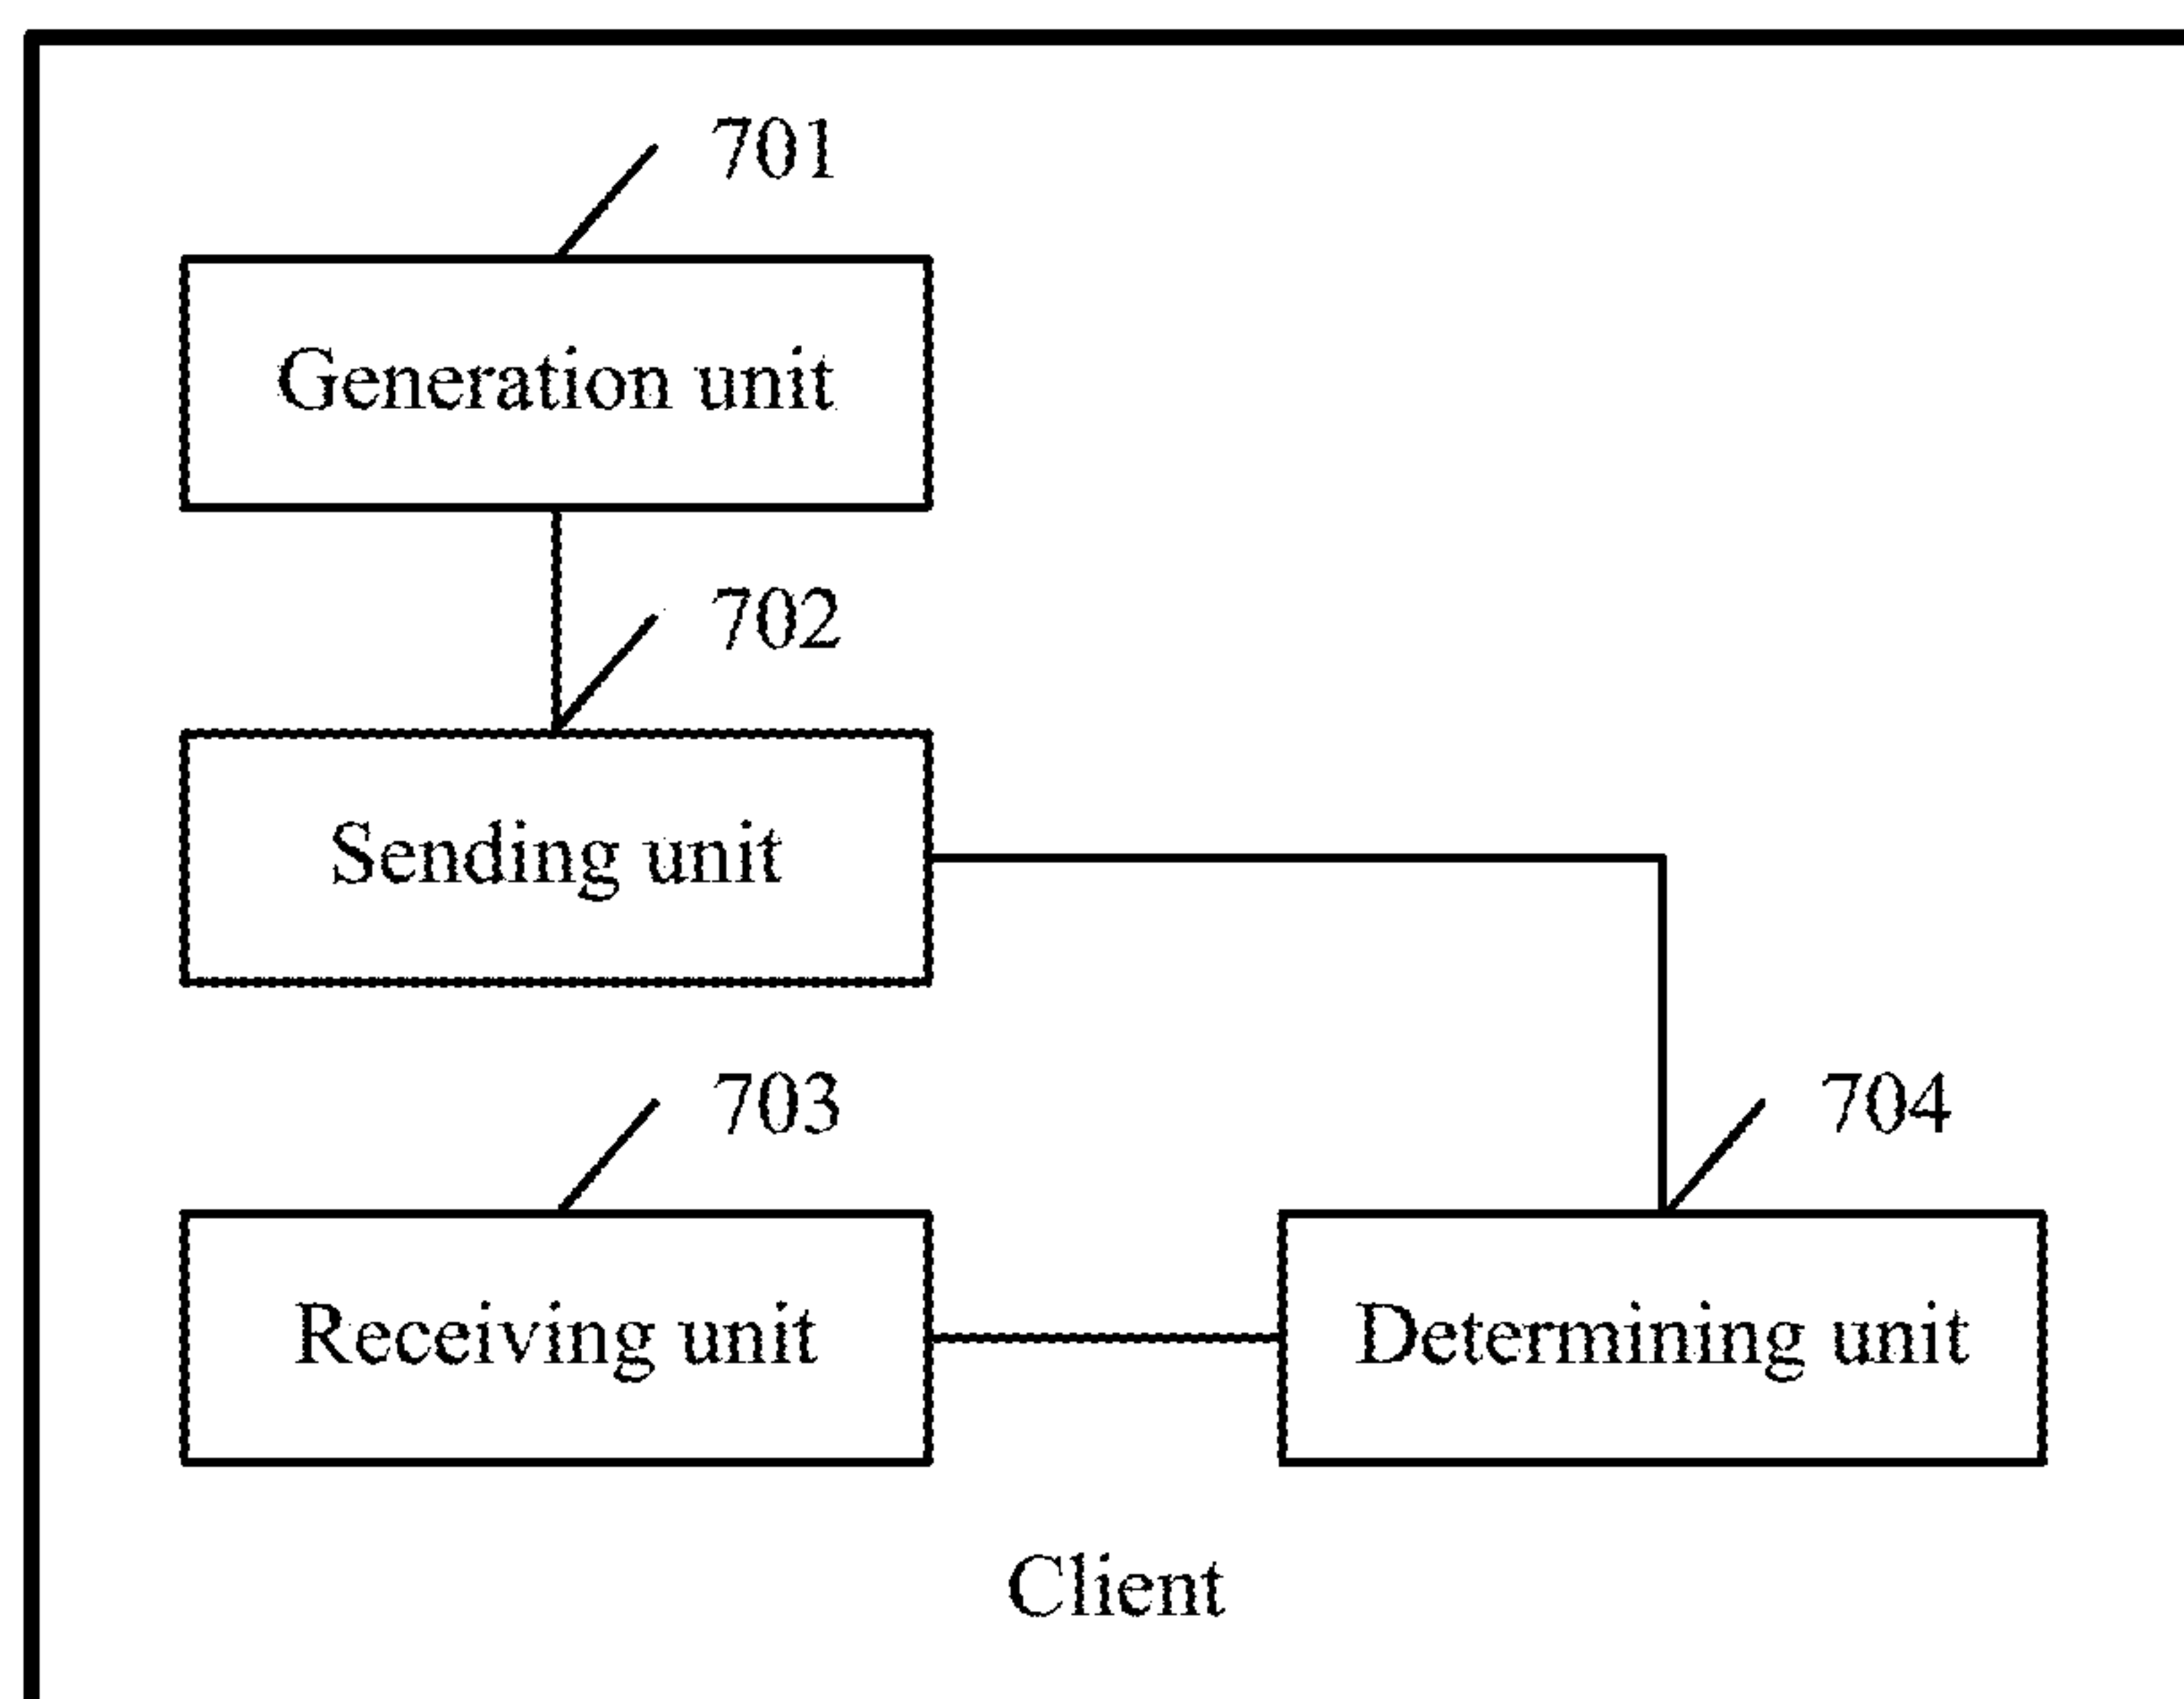 701
Generation unit
702
Sending unit
703
704
Receiving unit
Determining unit
Client